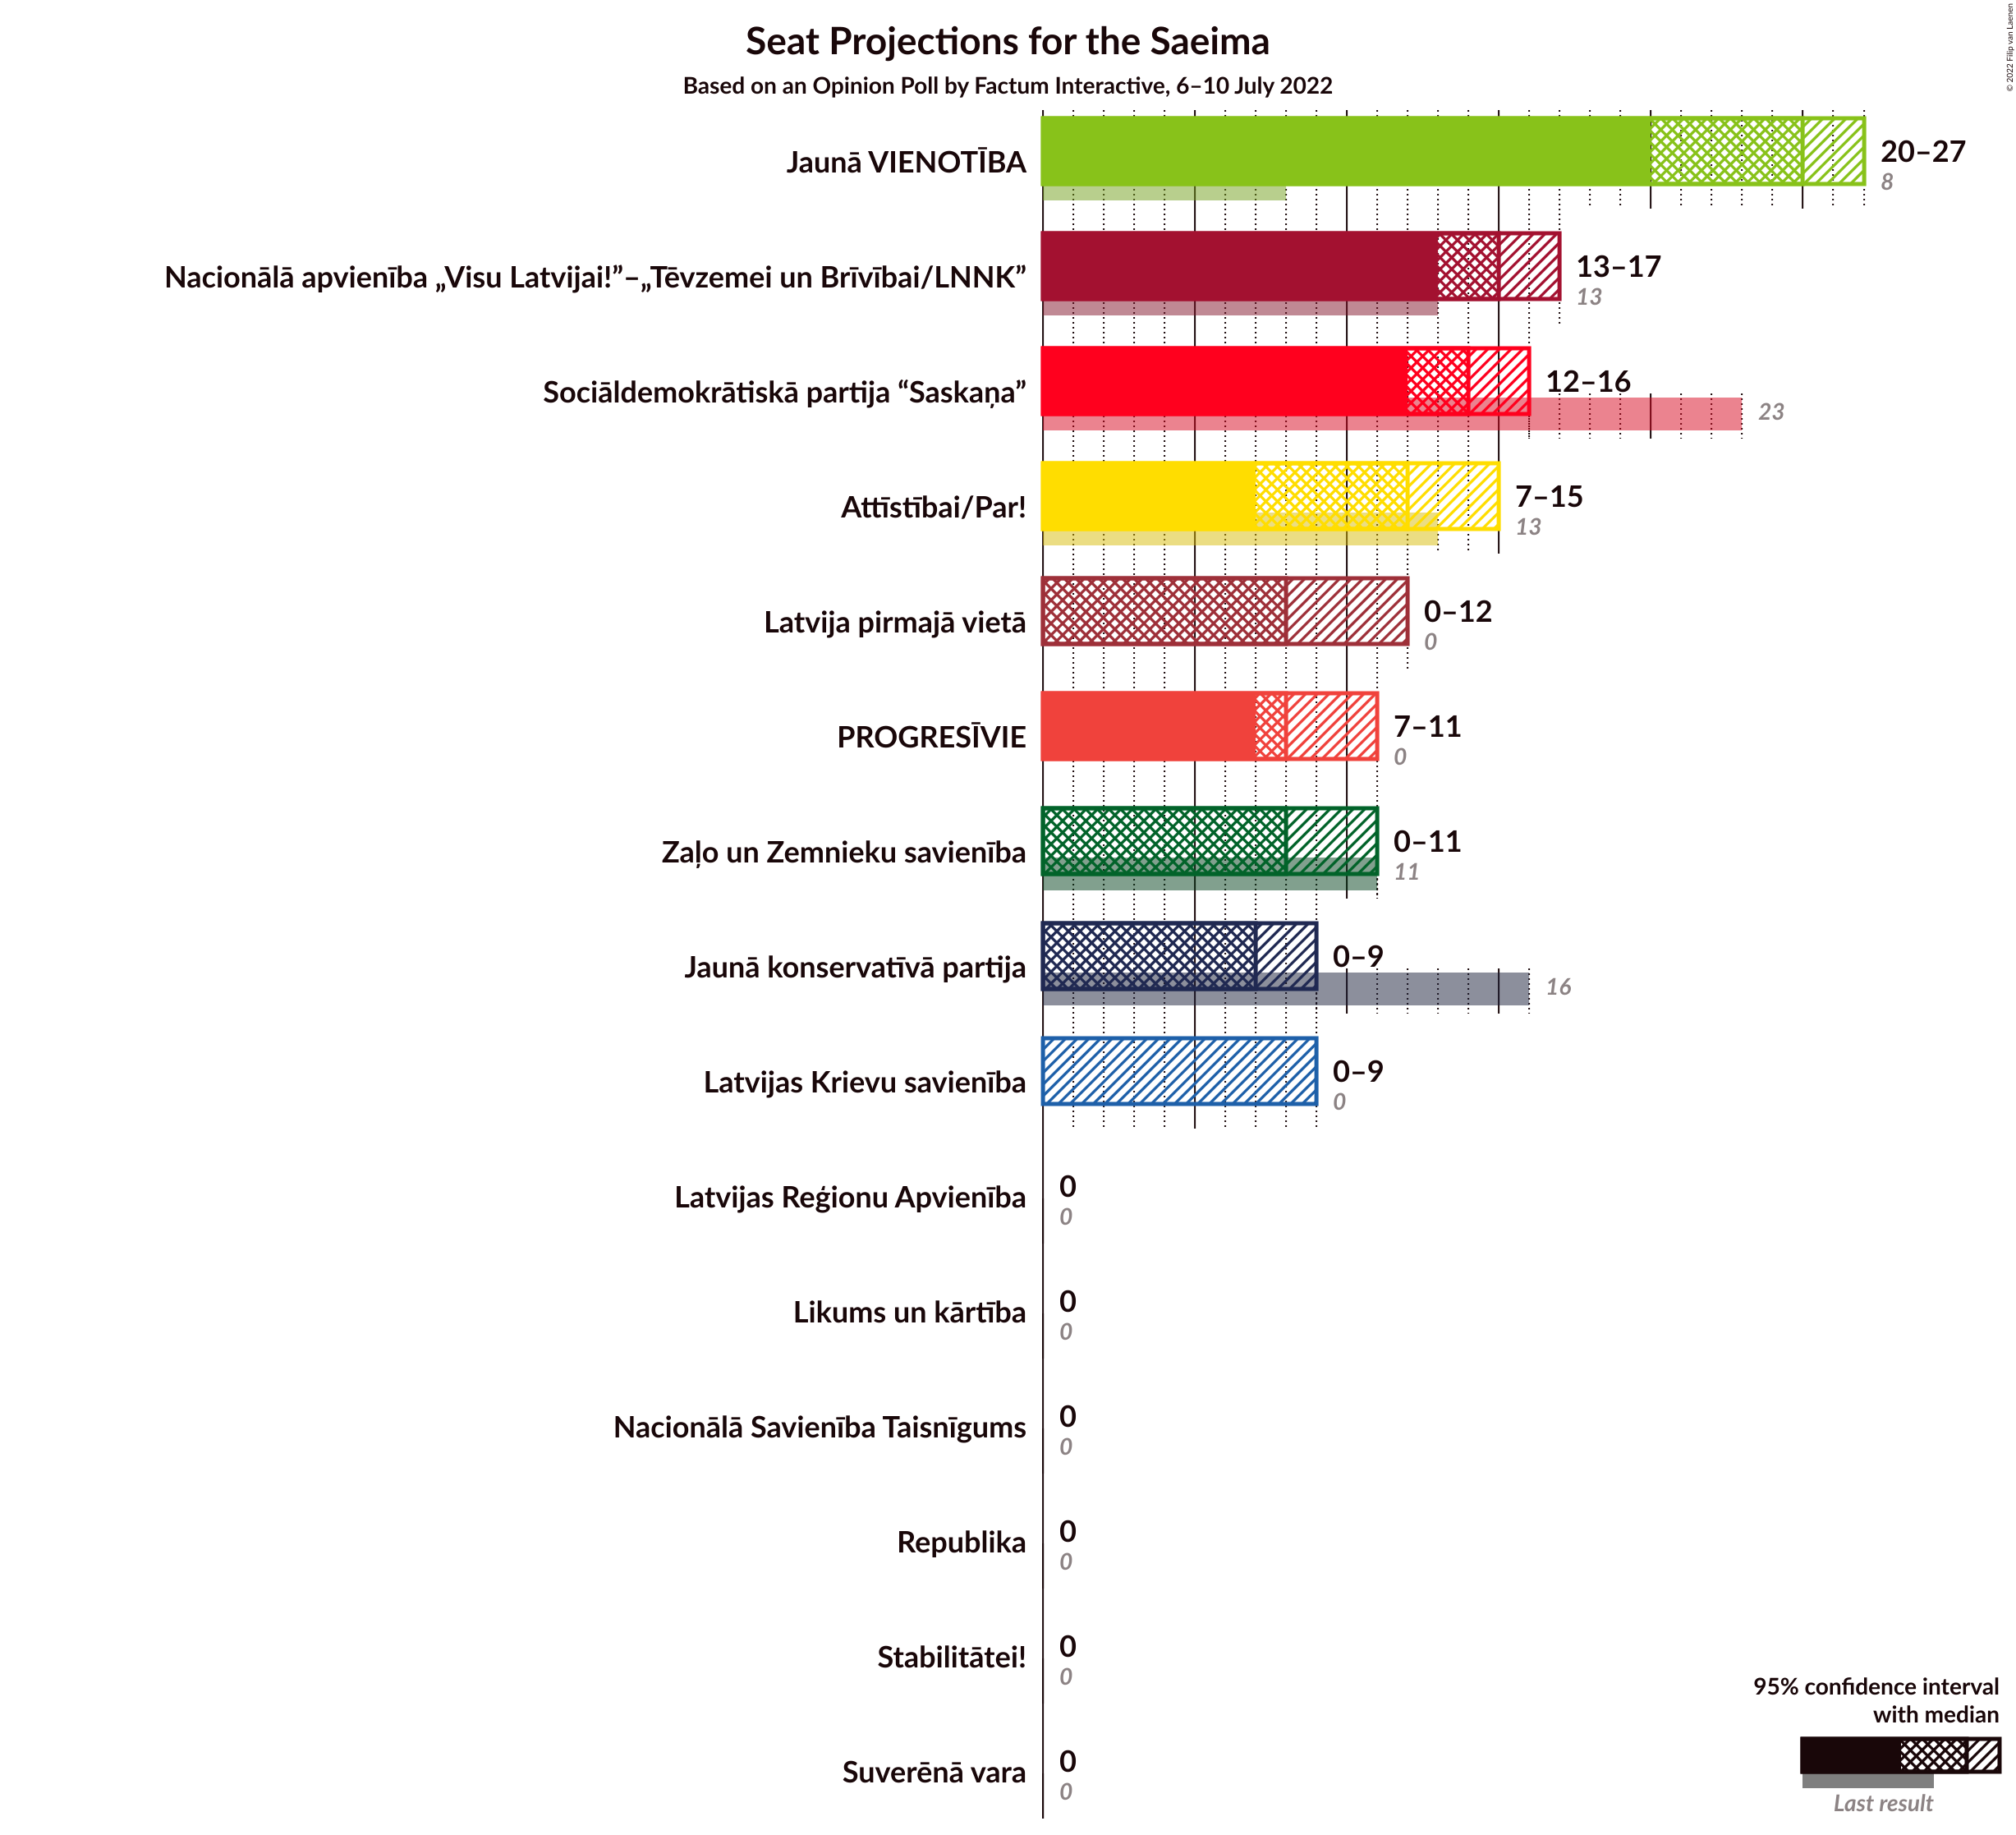 Seat Projections for the Saeima
Based on an Opinion Poll by Factum Interactive, 6–10 July 2022
© 2022 Filip van Laenen
Jaunā VIENOTĪBA
20–27
8
Nacionālā apvienība „Visu Latvijai!”–„Tēvzemei un Brīvībai/LNNK”
13–17
13
Sociāldemokrātiskā partija “Saskaņa”
12–16
23
Attīstībai/Par!
7–15
13
Latvija pirmajā vietā
0–12
0
PROGRESĪVIE
7–11
0
Zaļo un Zemnieku savienība
0–11
11
Jaunā konservatīvā partija
0–9
16
Latvijas Krievu savienība
0–9
0
Latvijas Reģionu Apvienība
0
0
Likums un kārtība
0
0
Nacionālā Savienība Taisnīgums
0
0
Republika
0
0
Stabilitātei!
0
0
Suverēnā vara
0
0
95% confidence interval
with median
Last result